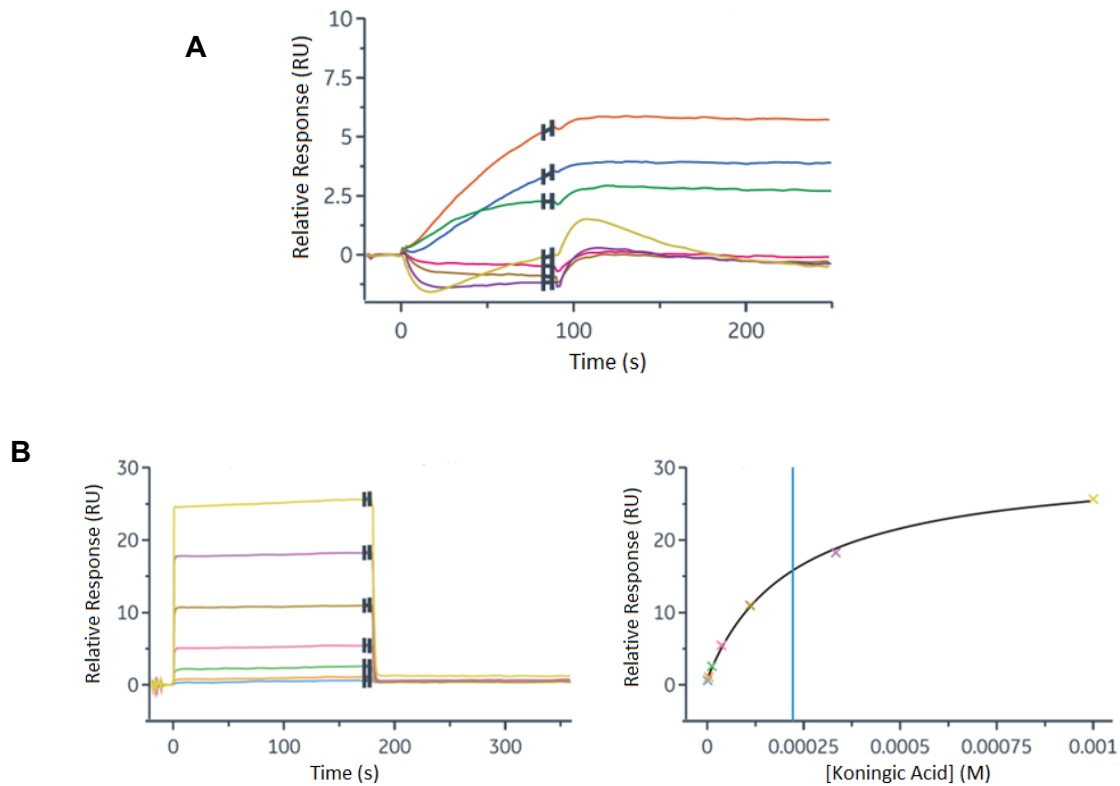 A
Relative Response (RU)
10
7.5
5
2.5
0
0 100 200
Time (s)
B
Relative Response (RU)
30
20
10
0
0 100 200 300
Time (s)
Relative Response (RU)
30
20
10
0
0 0.00025 0.0005 0.00075 0.001
[Koningic Acid] (M)